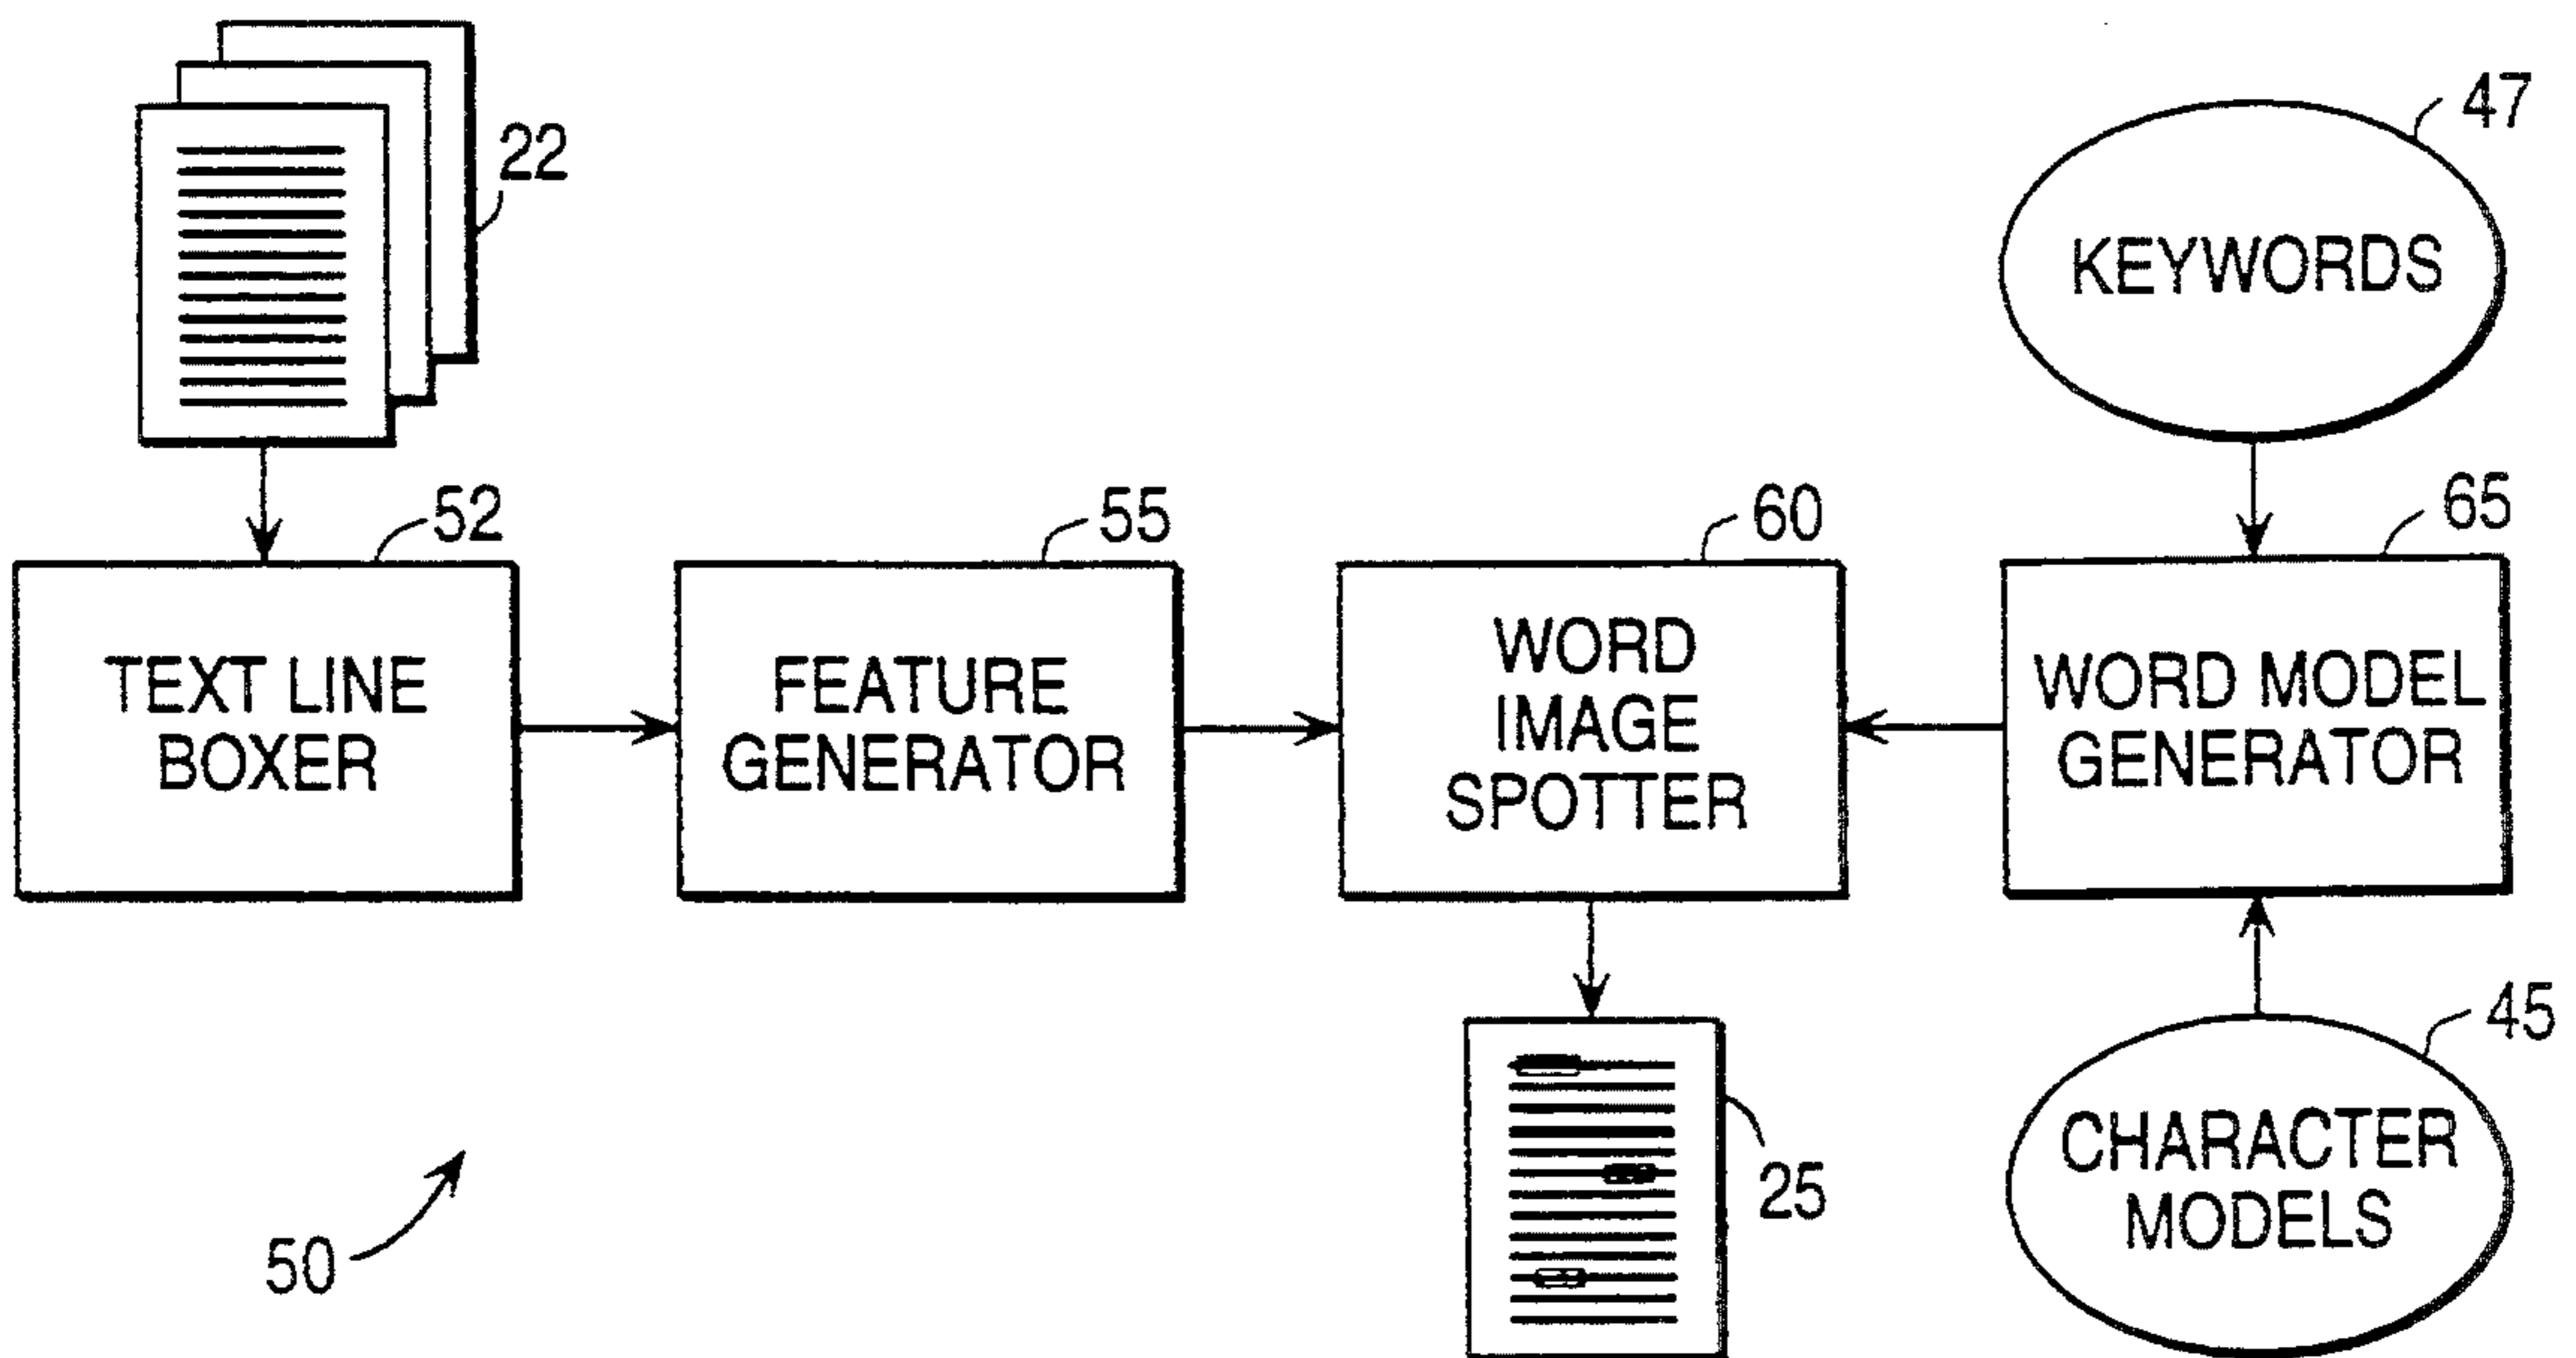 22
47
KEYWORDS
52
55
60
65
TEXT LINE
BOXER
FEATURE
GENERATOR
WORD
IMAGE
SPOTTER
WORD MODEL
GENERATOR
45
CHARACTER
MODELS
25
50